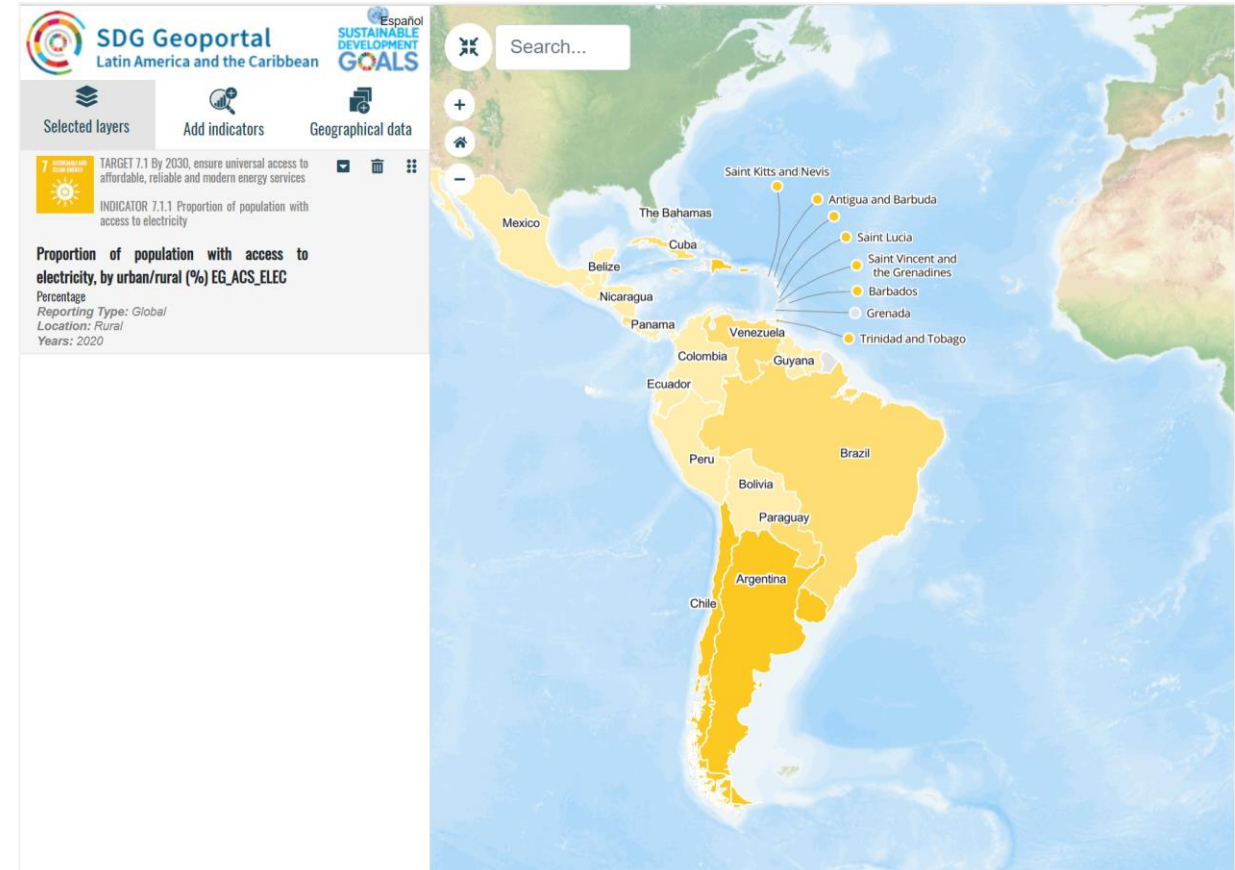 SDG Geoportal
Latin America and the Caribbean
Español
SUSTAINABLE
DEVELOPMENT
GOALS
Selected layers
Add indicators
Geographical data
7 AFFORDABLE AND
CLEAN ENERGY
TARGET 7.1 By 2030, ensure universal access to
affordable, reliable and modern energy services
INDICATOR 7.1.1 Proportion of population with
access to electricity
Proportion of population with access to
electricity, by urban/rural (%) EG_ACS_ELEC
Percentage
Reporting Type: Global
Location: Rural
Years: 2020
Search...
+
−
Saint Kitts and Nevis
Antigua and Barbuda
The Bahamas
Mexico
Saint Lucia
Cuba
Saint Vincent and
the Grenadines
Belize
Barbados
Nicaragua
Grenada
Panama
Venezuela
Trinidad and Tobago
Colombia
Guyana
Ecuador
Brazil
Peru
Bolivia
Paraguay
Argentina
Chile